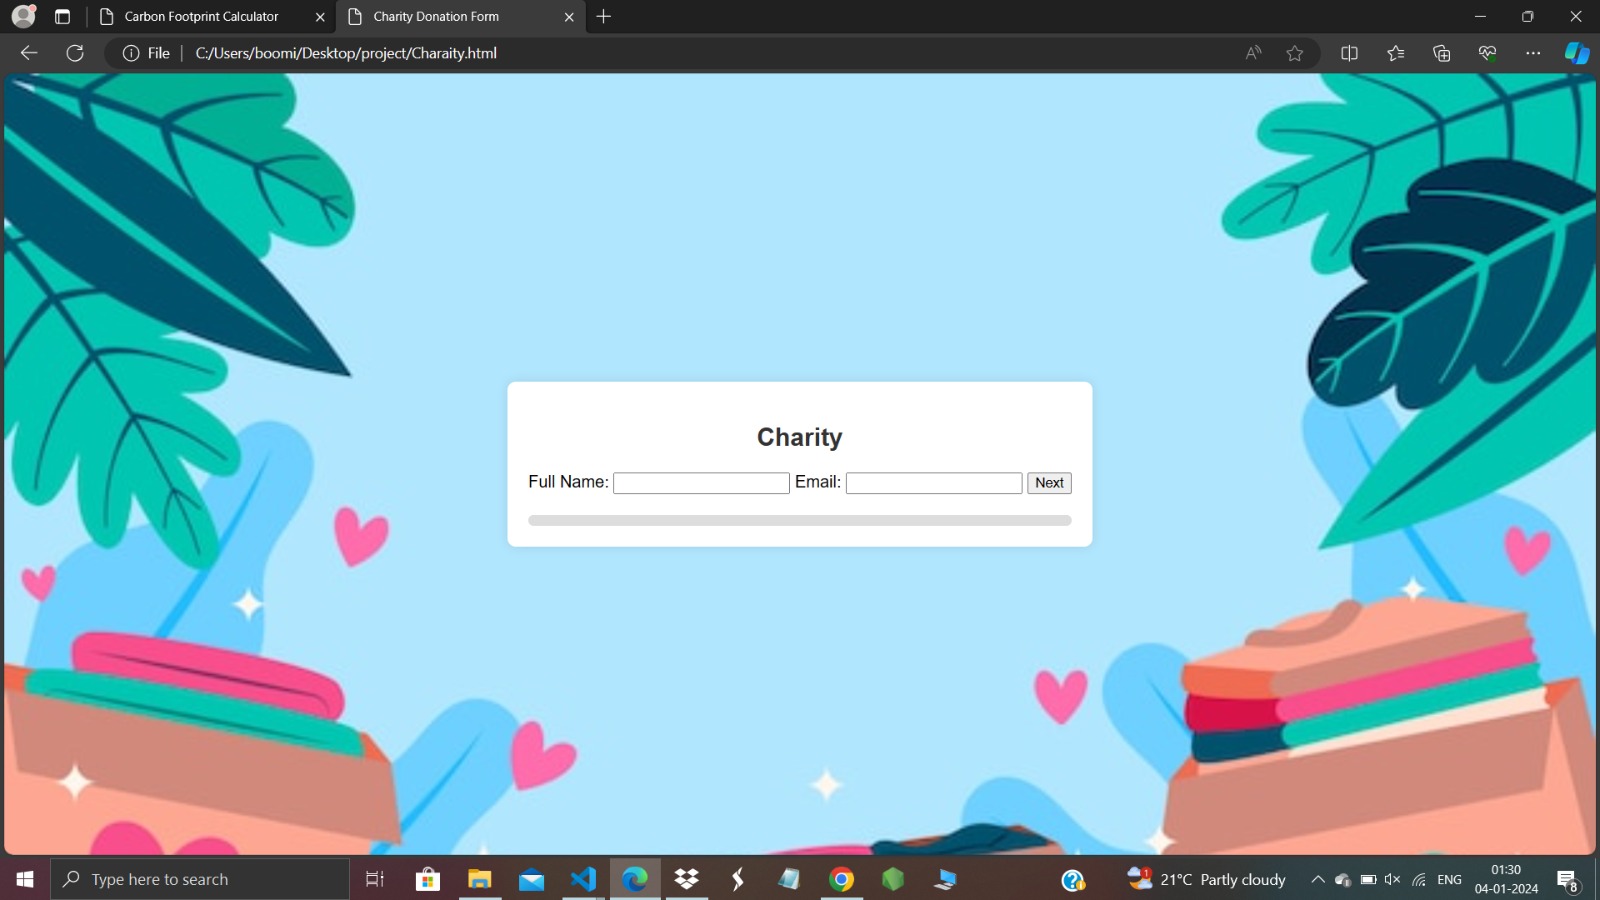 Carbon Footprint Calculator
Charity Donation Form
File
C:/Users/boomi/Desktop/project/Charaity.html
Charity
Full Name: Email: Next
Type here to search
1
21°C Partly cloudy
ENG
01:30
04-01-2024
8